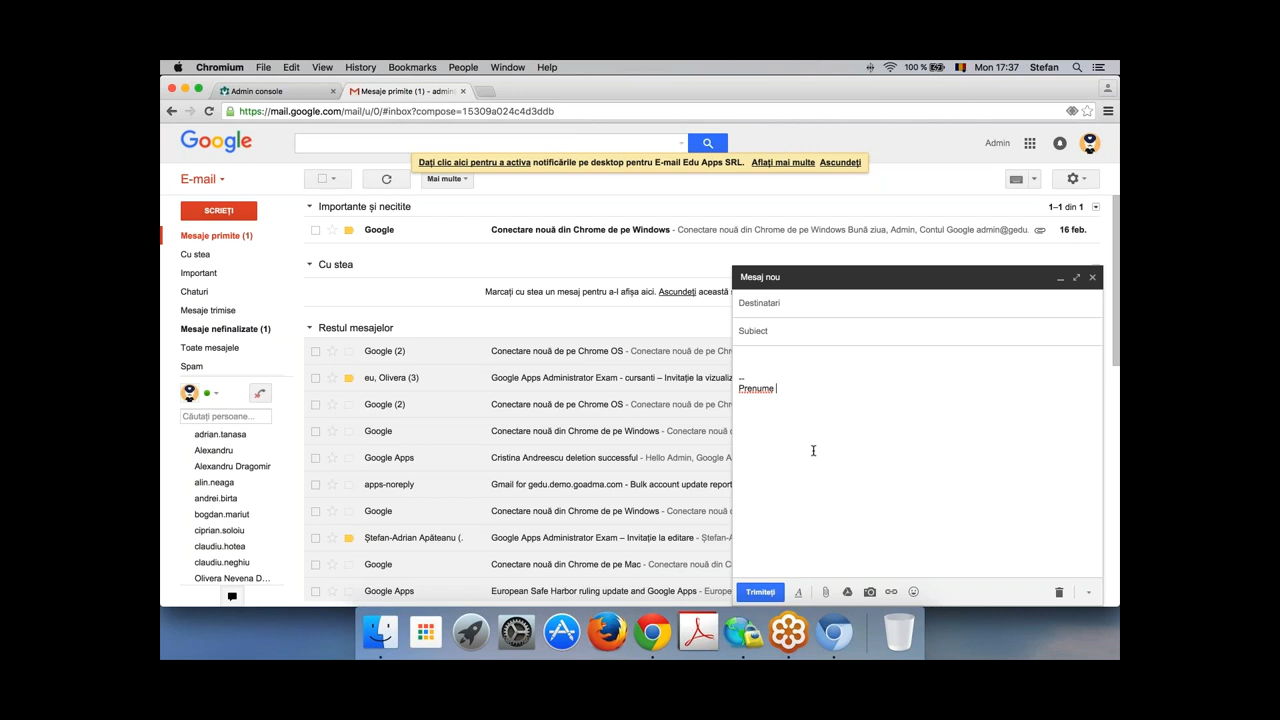 Chromium File Edit View History Bookmarks People Window Help 100 % Mon 17:37 Stefan
Admin console Mesaje primite (1) - admin
https://mail.google.com/mail/u/0/#inbox?compose=15309a024c4d3ddb
Google Admin
Dați clic aici pentru a activa notificările pe desktop pentru E-mail Edu Apps SRL. Aflați mai multe Ascundeți
E-mail Mai multe
SCRIEȚI
Mesaje primite (1)
Cu stea
Important
Chaturi
Mesaje trimise
Mesaje nefinalizate (1)
Toate mesajele
Spam
Căutați persoane...
adrian.tanasa
Alexandru
Alexandru Dragomir
alin.neaga
andrei.birta
bogdan.mariut
ciprian.soloiu
claudiu.hotea
claudiu.neghiu
Olivera Nevena D...
Importante și necitite 1–1 din 1
Google Conectare nouă din Chrome de pe Windows - Conectare nouă din Chrome de pe Windows Bună ziua, Admin, Contul Google admin@gedu. 16 feb.
Cu stea
Marcați cu stea un mesaj pentru a-l afișa aici. Ascundeți această
Restul mesajelor
Google (2) Conectare nouă de pe Chrome OS - Conectare nouă de pe Chr
eu, Olivera (3) Google Apps Administrator Exam - cursanti – Invitație la vizualiz
Google (2) Conectare nouă de pe Chrome OS - Conectare nouă de pe Chr
Google Conectare nouă din Chrome de pe Windows - Conectare nouă d
Google Apps Cristina Andreescu deletion successful - Hello Admin, Google A
apps-noreply Gmail for gedu.demo.goadma.com - Bulk account update report
Google Conectare nouă din Chrome de pe Windows - Conectare nouă d
Ștefan-Adrian Apăteanu (. Google Apps Administrator Exam – Invitație la editare - Ștefan-A
Google Conectare nouă din Chrome de pe Mac - Conectare nouă din C
Google Apps European Safe Harbor ruling update and Google Apps - Europe
Mesaj nou
Destinatari
Subiect
--
Prenume
Trimiteți